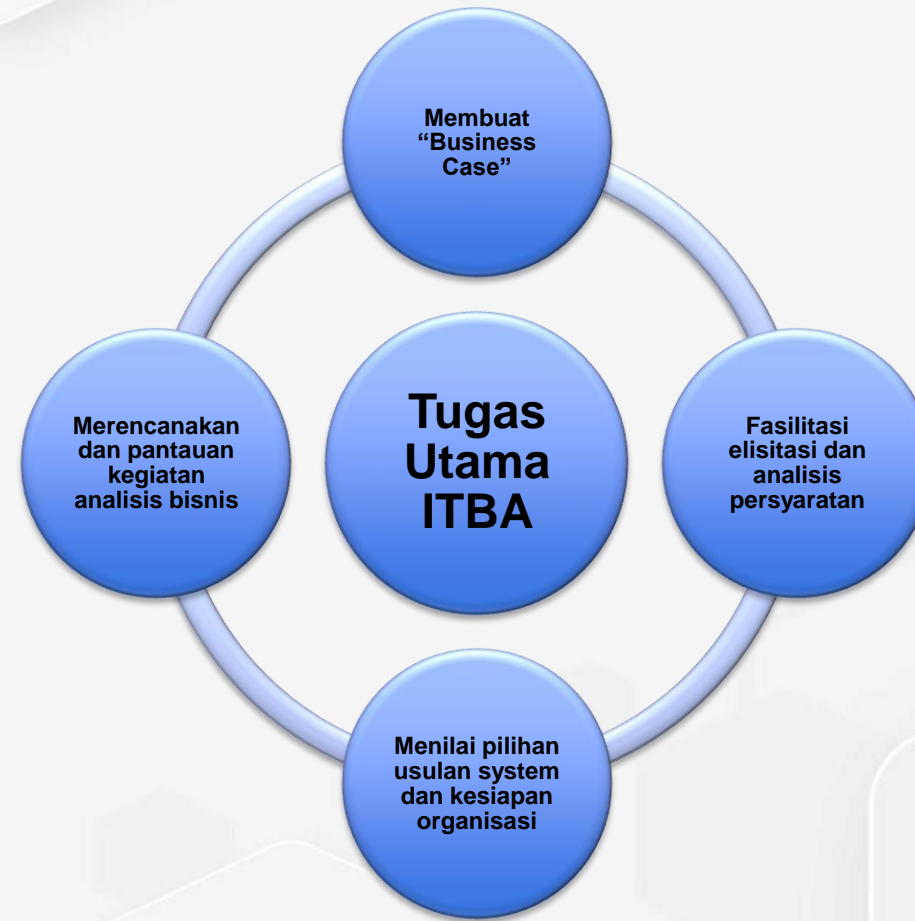 Membuat
“Business
Case”
Merencanakan
dan pantauan
kegiatan
analisis bisnis
Tugas
Utama
ITBA
Fasilitasi
elisitasi dan
analisis
persyaratan
Menilai pilihan
usulan system
dan kesiapan
organisasi